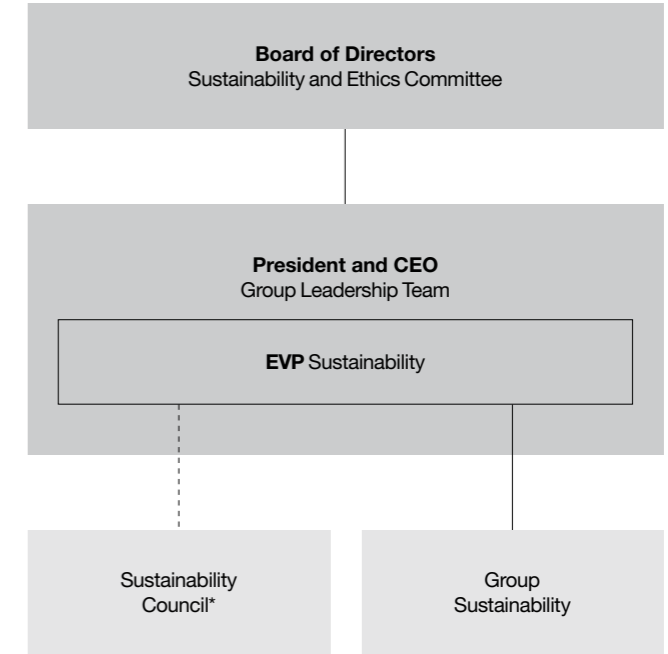 Board of Directors
Sustainability and Ethics Committee
President and CEO
Group Leadership Team
EVP Sustainability
Sustainability
Council*
Group
Sustainability